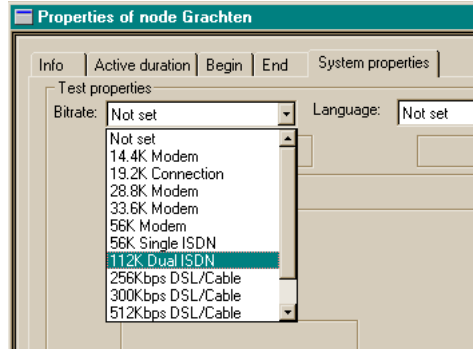 Properties of node Grachten
Info Active duration Begin End System properties
Test properties
Bitrate: Not set Language: Not set
Not set
14.4K Modem
19.2K Connection
28.8K Modem
33.6K Modem
56K Modem
56K Single ISDN
112K Dual ISDN
256Kbps DSL/Cable
300Kbps DSL/Cable
512Kbps DSL/Cable